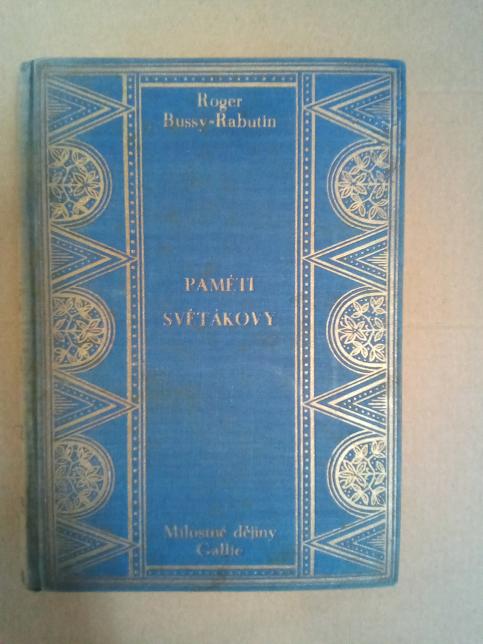 Roger
Bussy-Rabutin
PAMĚTI
SVĚTÁKOVY
Milostné dějiny
Gallie